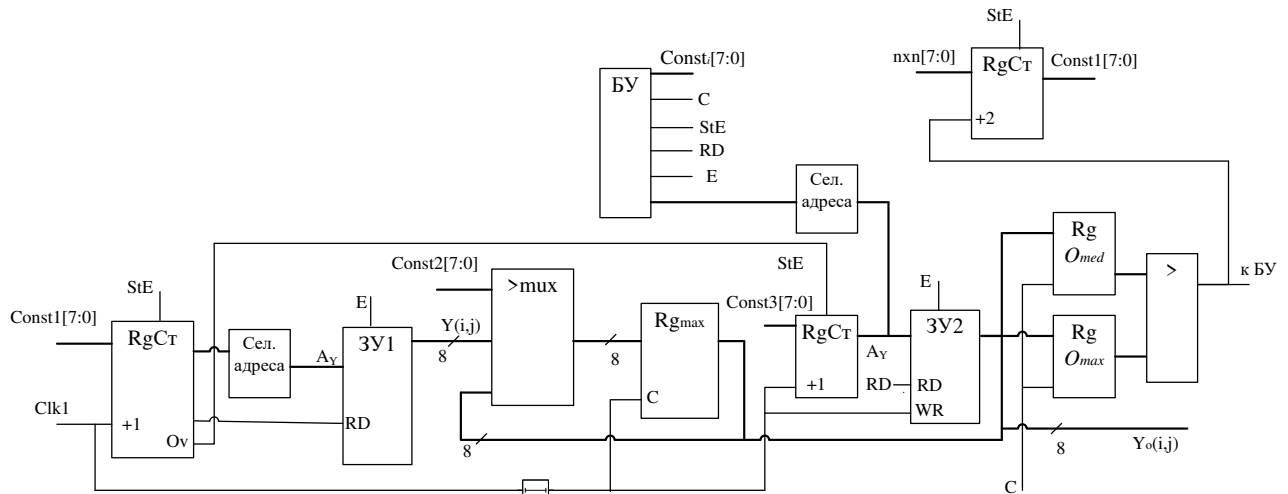 StE
nxn[7:0]
RgCт
Const1[7:0]
+2
Constᵢ[7:0]
БУ
C
StE
RD
E
Сел.
адреса
Const2[7:0]
StE
E
Rg
Omed
>
к БУ
StE
E
>mux
Const3[7:0]
Const1[7:0]
RgCт
Сел.
адреса
AY
ЗУ1
Y(i,j)
8
8
Rgmax
RgCт
AY
ЗУ2
Rg
Omax
Clk1
+1
RD
C
+1
RD
RD
WR
Ov
8
8
Yo(i,j)
C